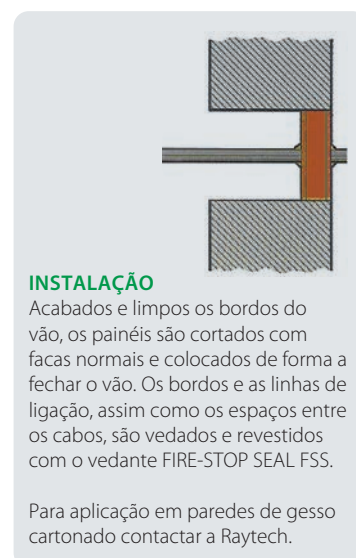 INSTALAÇÃO
Acabados e limpos os bordos do
vão, os painéis são cortados com
facas normais e colocados de forma a
fechar o vão. Os bordos e as linhas de
ligação, assim como os espaços entre
os cabos, são vedados e revestidos
com o vedante FIRE-STOP SEAL FSS.
Para aplicação em paredes de gesso
cartonado contactar a Raytech.